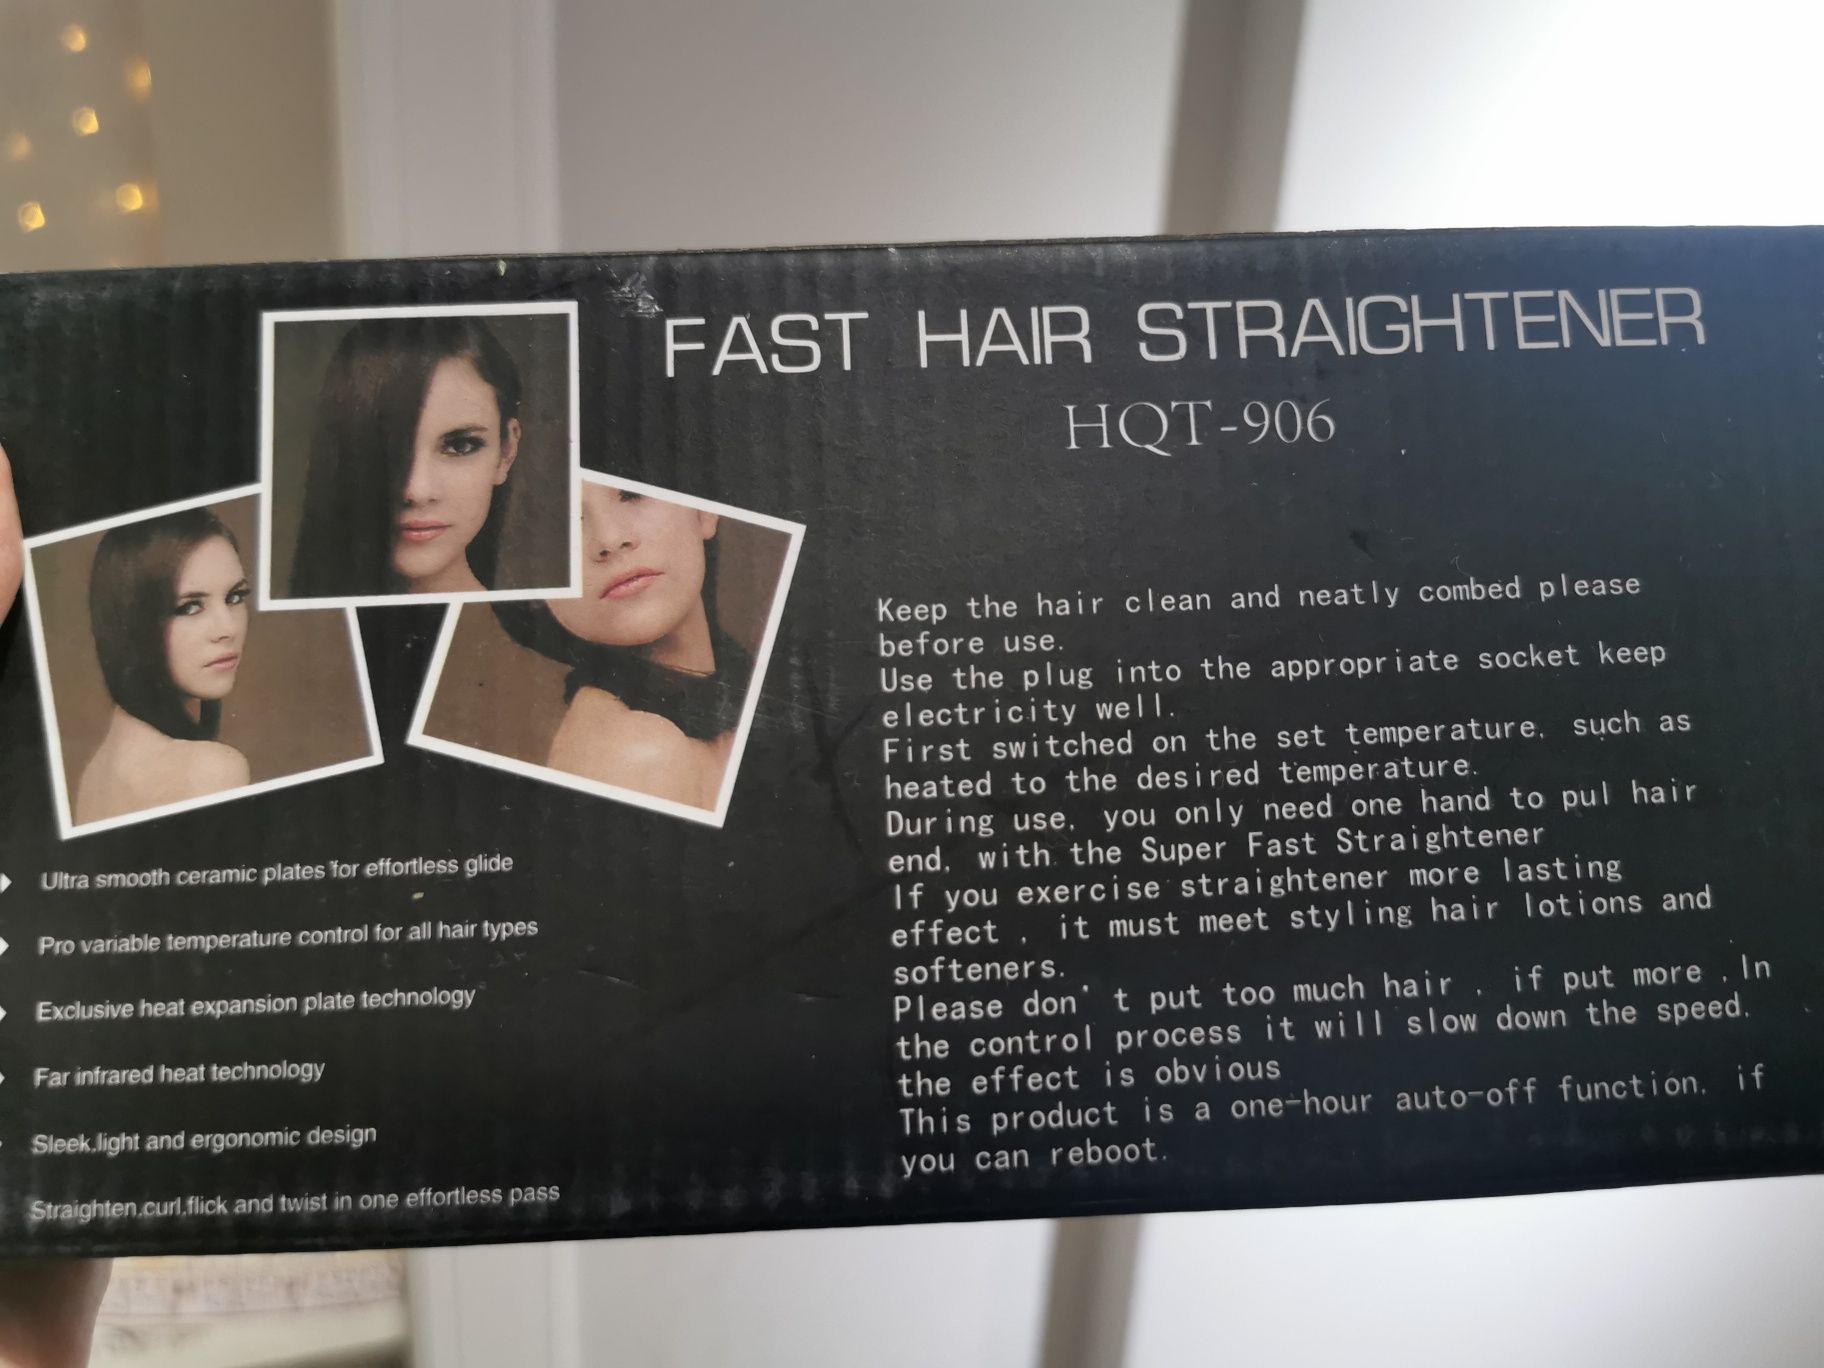 FAST HAIR STRAIGHTENER
HQT-906
Keep the hair clean and neatly combed please
before use.
Use the plug into the appropriate socket keep
electricity well.
First switched on the set temperature, such as
heated to the desired temperature.
During use, you only need one hand to pul hair
end, with the Super Fast Straightener
If you exercise straightener more lasting
effect , it must meet styling hair lotions and
softeners.
Please don't put too much hair , if put more ,In
the control process it will slow down the speed,
the effect is obvious
This product is a one-hour auto-off function, if
you can reboot.
Ultra smooth ceramic plates for effortless glide
Pro variable temperature control for all hair types
Exclusive heat expansion plate technology
Far infrared heat technology
Sleek,light and ergonomic design
Straighten,curl,flick and twist in one effortless pass